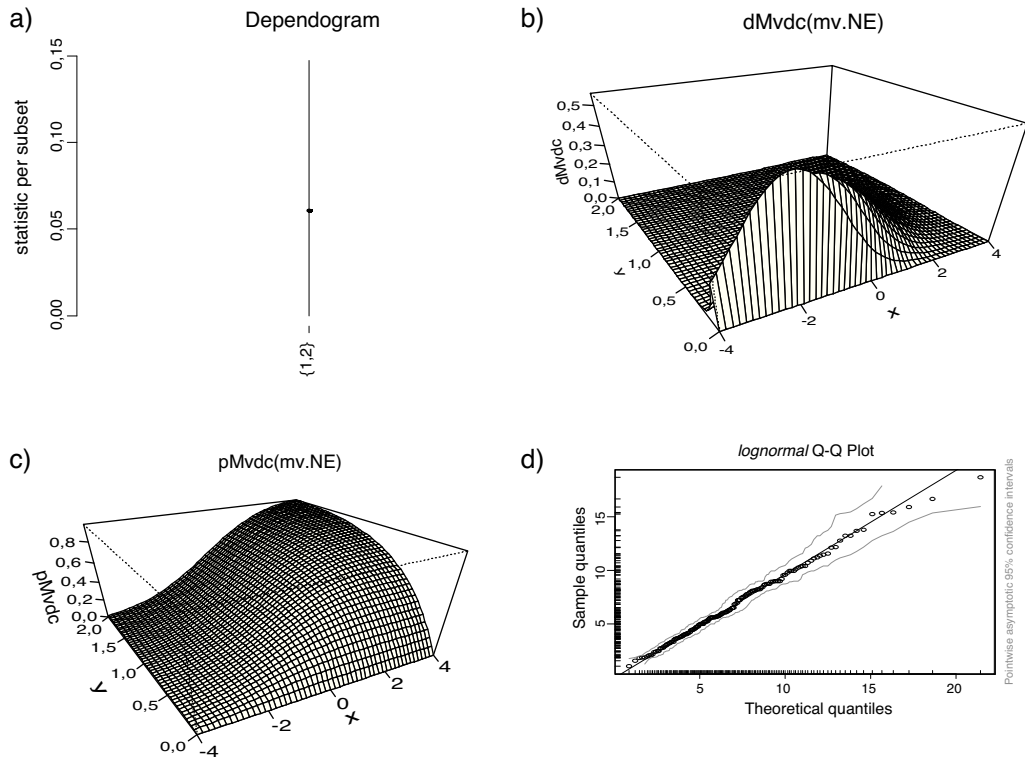 a)
Dependogram
statistic per subset
0,15
0,10
0,05
0,00
{1,2}
b)
dMvdc(mv.NE)
dMvdc
0,5
0,4
0,3
0,2
0,1
0,0
2,0
1,5
1,0
0,5
0,0
y
-4
-2
0
2
4
x
c)
pMvdc(mv.NE)
pMvdc
0,8
0,6
0,4
0,2
0,0
2,0
1,5
1,0
0,5
0,0
y
-4
-2
0
2
4
x
d)
lognormal Q-Q Plot
Sample quantiles
15
10
5
5 10 15 20
Theoretical quantiles
Pointwise asymptotic 95% confidence intervals